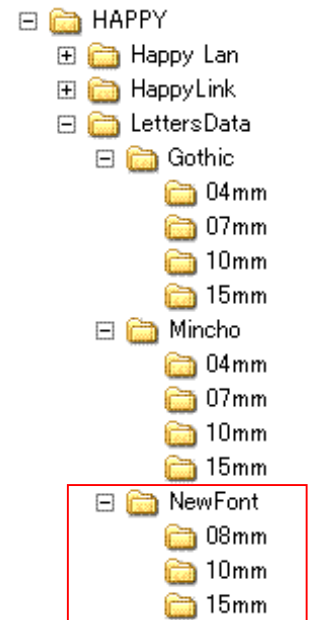 HAPPY
Happy Lan
HappyLink
LettersData
Gothic
04mm
07mm
10mm
15mm
Mincho
04mm
07mm
10mm
15mm
NewFont
08mm
10mm
15mm